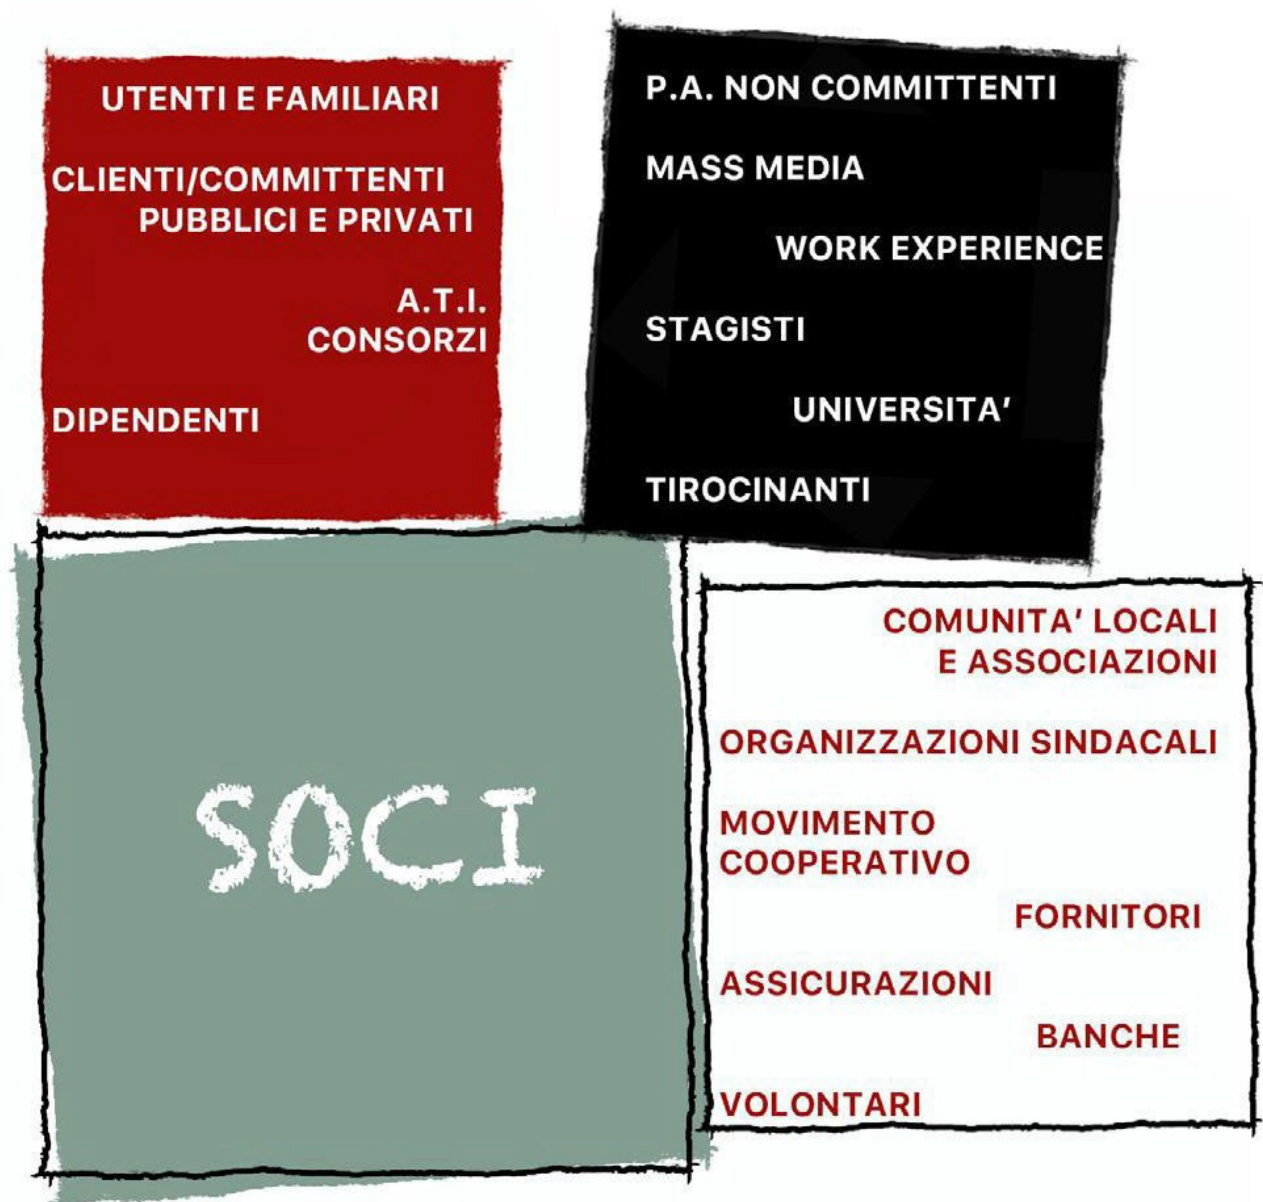 UTENTI E FAMILIARI
CLIENTI/COMMITTENTI
PUBBLICI E PRIVATI
A.T.I.
CONSORZI
DIPENDENTI
P.A. NON COMMITTENTI
MASS MEDIA
WORK EXPERIENCE
STAGISTI
UNIVERSITA'
TIROCINANTI
SOCI
COMUNITA' LOCALI
E ASSOCIAZIONI
ORGANIZZAZIONI SINDACALI
MOVIMENTO
COOPERATIVO
FORNITORI
ASSICURAZIONI
BANCHE
VOLONTARI